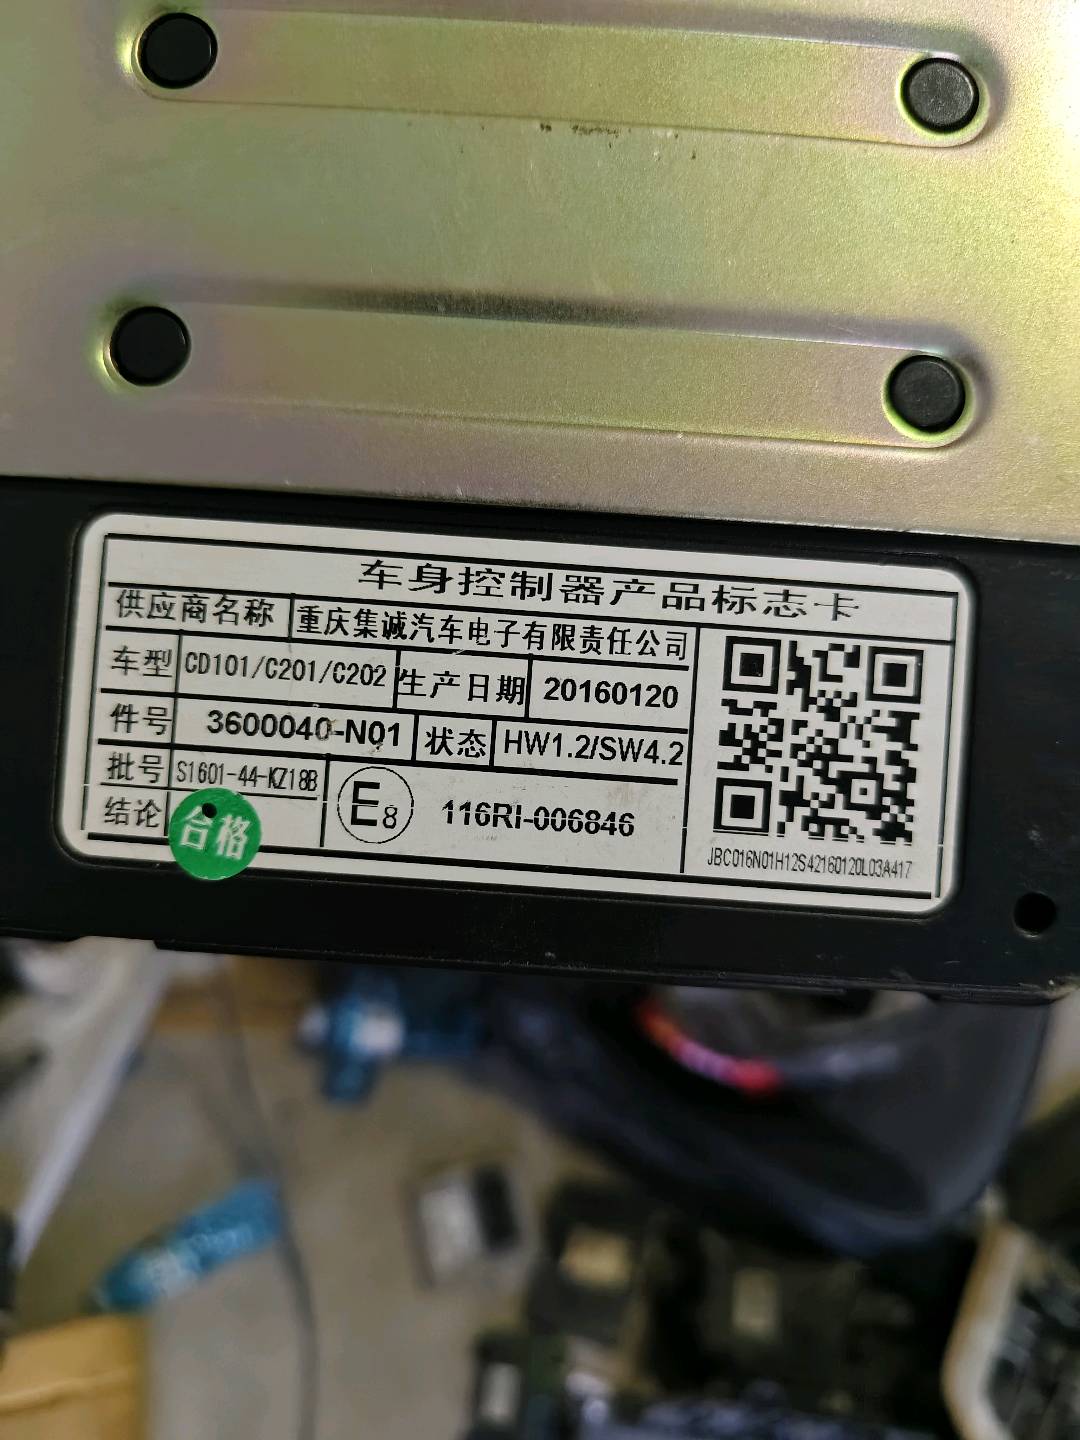 车身控制器产品标志卡
供应商名称 重庆集诚汽车电子有限责任公司
车型 CD101/C201/C202 生产日期 20160120
件号 3600040-N01 状态 HW1.2/SW4.2
批号 S1601-44-KZ18B
E8 116RI-006846
结论 合格
JBC016N01H12S42160120L03A417